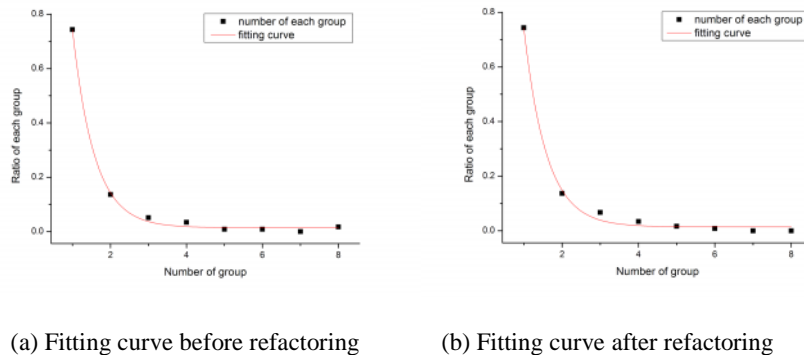 0.8
0.6
0.4
0.2
0.0
Ratio of each group
number of each group
fitting curve
2
4
6
8
Number of group
0.8
0.6
0.4
0.2
0.0
Ratio of each group
number of each group
fitting curve
2
4
6
8
Number of group
(a) Fitting curve before refactoring
(b) Fitting curve after refactoring